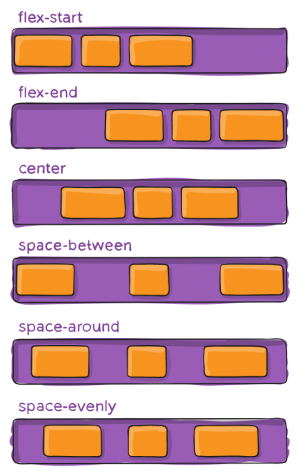 flex-start
flex-end
center
space-between
space-around
space-evenly